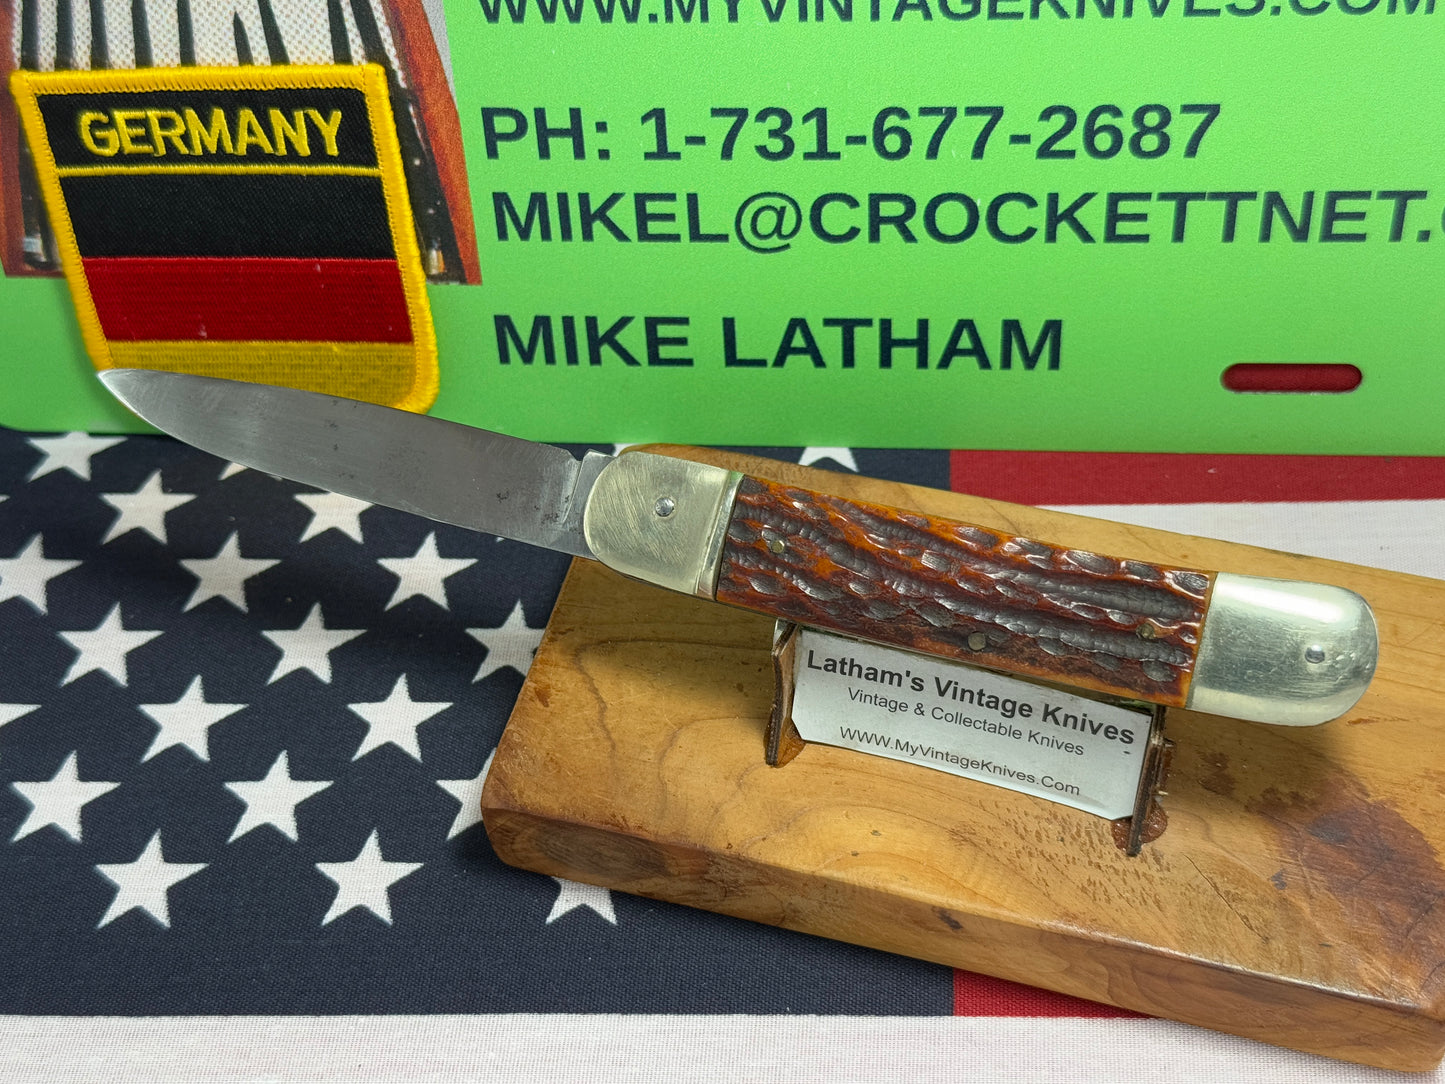 WWW.MYVINTAGEKNIVES.COM
GERMANY
PH: 1-731-677-2687
MIKEL@CROCKETTNET.
MIKE LATHAM
Latham's Vintage Knives
Vintage & Collectable Knives
WWW.MyVintageKnives.Com